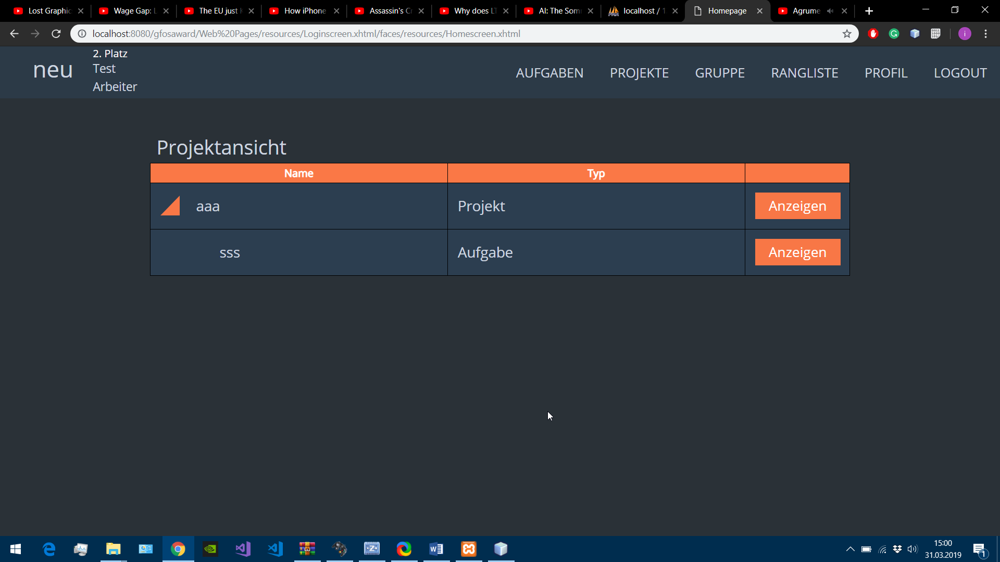 Lost Graphic Wage Gap: L The EU just How iPhone Assassin's Why does LT AI: The Som localhost / 1 Homepage Agrume
localhost:8080/gfosaward/Web%20Pages/resources/Loginscreen.xhtml/faces/resources/Homescreen.xhtml
2. Platz
neu Test
Arbeiter
AUFGABEN PROJEKTE GRUPPE RANGLISTE PROFIL LOGOUT
Projektansicht
Name Typ
aaa Projekt Anzeigen
sss Aufgabe Anzeigen
15:00
31.03.2019
1